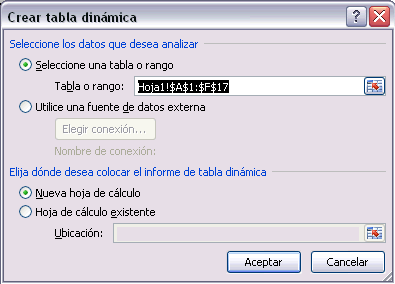 Crear tabla dinámica
Seleccione los datos que desea analizar
Seleccione una tabla o rango
Tabla o rango: Hoja1!$A$1:$F$17
Utilice una fuente de datos externa
Elegir conexión...
Nombre de conexión:
Elija dónde desea colocar el informe de tabla dinámica
Nueva hoja de cálculo
Hoja de cálculo existente
Ubicación:
Aceptar Cancelar